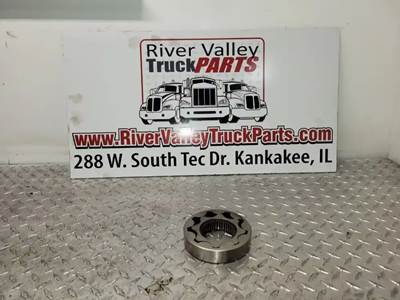 River Valley
TruckPARTS
www.RiverValleyTruckParts.com
288 W. South Tec Dr. Kankakee, IL